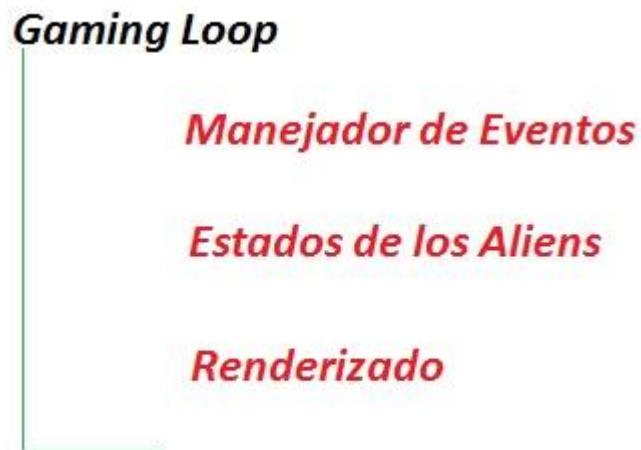 Gaming Loop
Manejador de Eventos
Estados de los Aliens
Renderizado